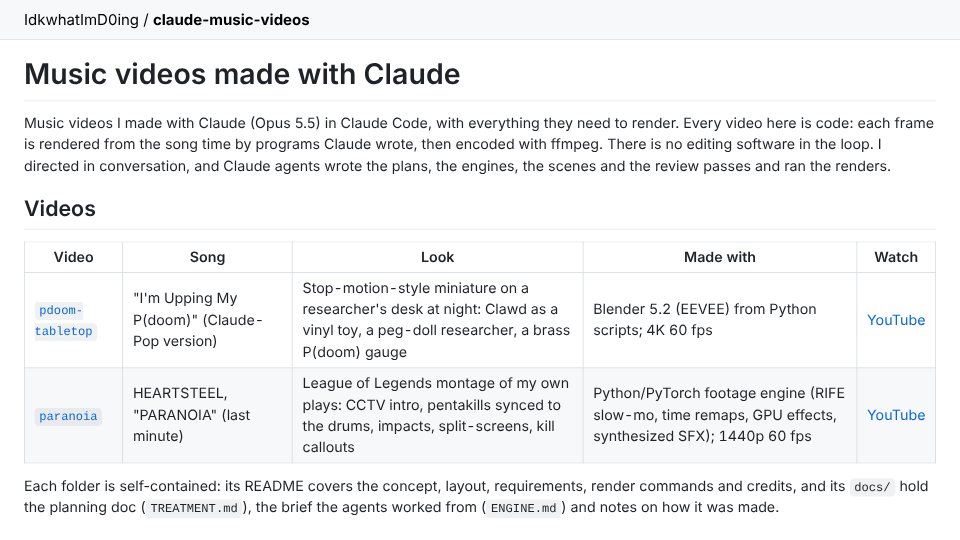 IdkwhatImD0ing / claude-music-videos
Music videos made with Claude
Music videos I made with Claude (Opus 5.5) in Claude Code, with everything they need to render. Every video here is code: each frame
is rendered from the song time by programs Claude wrote, then encoded with ffmpeg. There is no editing software in the loop. I
directed in conversation, and Claude agents wrote the plans, the engines, the scenes and the review passes and ran the renders.
Videos
Video Song Look Made with Watch
pdoom-
tabletop
"I'm Upping My
P(doom)" (Claude-
Pop version)
Stop-motion-style miniature on a
researcher's desk at night: Clawd as a
vinyl toy, a peg-doll researcher, a brass
P(doom) gauge
Blender 5.2 (EEVEE) from Python
scripts; 4K 60 fps
YouTube
paranoia
HEARTSTEEL,
"PARANOIA" (last
minute)
League of Legends montage of my own
plays: CCTV intro, pentakills synced to
the drums, impacts, split-screens, kill
callouts
Python/PyTorch footage engine (RIFE
slow-mo, time remaps, GPU effects,
synthesized SFX); 1440p 60 fps
YouTube
Each folder is self-contained: its README covers the concept, layout, requirements, render commands and credits, and its docs/ hold
the planning doc (TREATMENT.md), the brief the agents worked from (ENGINE.md) and notes on how it was made.